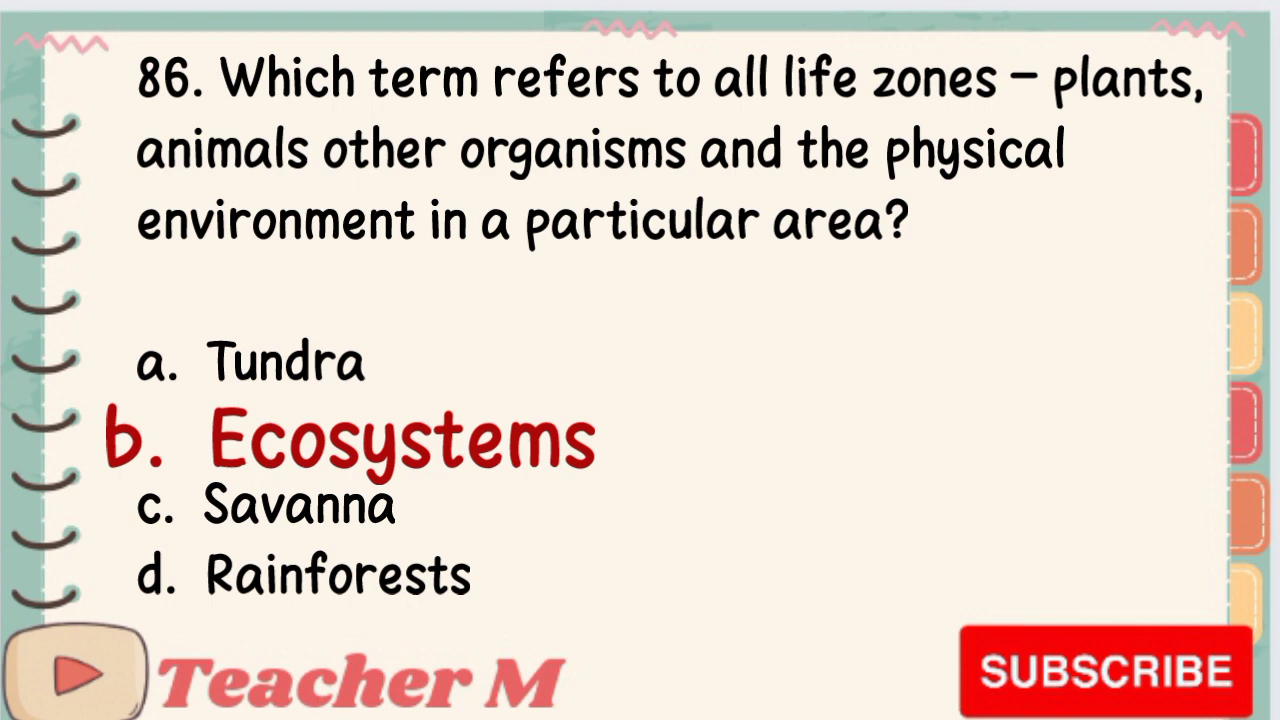 86. Which term refers to all life zones – plants,
animals other organisms and the physical
environment in a particular area?
a. Tundra
b. Ecosystems
c. Savanna
d. Rainforests
Teacher M
SUBSCRIBE